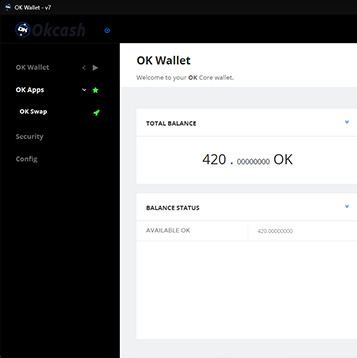 OK Wallet - v7
Okcash
OK Wallet
OK Apps
OK Swap
Security
Config
OK Wallet
Welcome to your OK Core wallet.
TOTAL BALANCE
420 . 00000000 OK
BALANCE STATUS
AVAILABLE OK 420.00000000